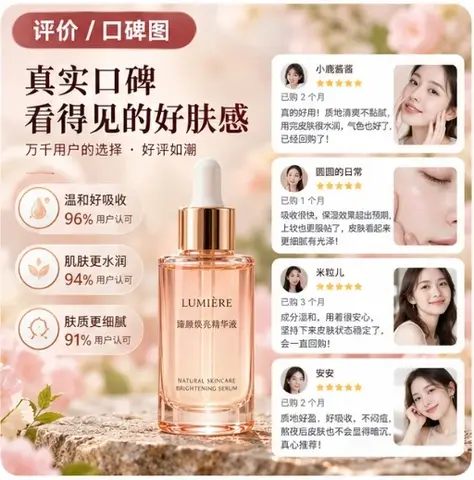 评价 / 口碑图
真实口碑
看得见的好肤感
万千用户的选择 · 好评如潮
温和好吸收
96% 用户认可
肌肤更水润
94% 用户认可
肤质更细腻
91% 用户认可
LUMIÈRE
臻颜焕亮精华液
NATURAL SKINCARE
BRIGHTENING SERUM
小鹿酱酱
★★★★★
已购 2 个月
真的好用！质地清爽不黏腻，
用完皮肤很水润，气色也好了，
已经回购了！
圆圆的日常
★★★★★
已购 1 个月
吸收很快，保湿效果超出预期，
上妆也更服帖了，皮肤看起来
更细腻有光泽！
米粒儿
★★★★★
已购 3 个月
成分温和，用着很安心，
坚持下来皮肤状态稳定了，
会一直回购！
安安
★★★★★
已购 2 个月
质地好盈，好吸收，不闷痘，
熬夜后皮肤也不会显得暗沉，
真心推荐！